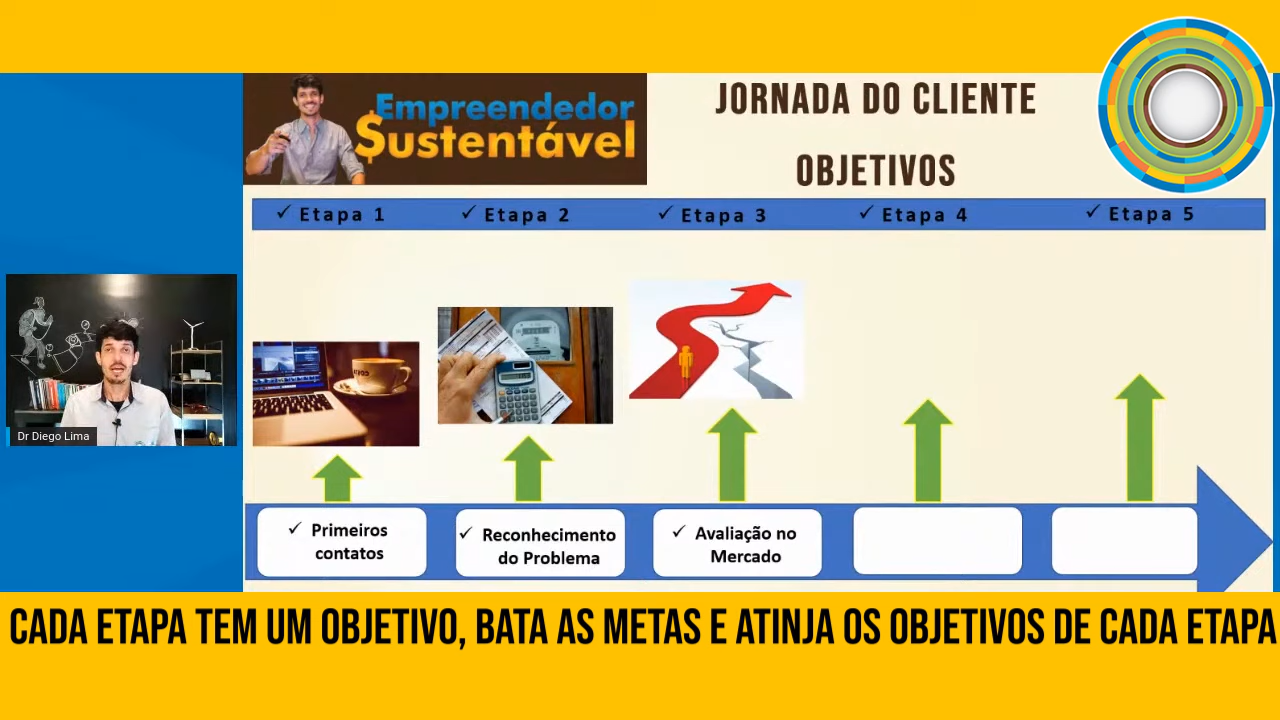 Empreendedor
$ustentável
JORNADA DO CLIENTE
OBJETIVOS
✓ Etapa 1
✓ Etapa 2
✓ Etapa 3
✓ Etapa 4
✓ Etapa 5
Dr Diego Lima
✓ Primeiros
contatos
✓ Reconhecimento
do Problema
✓ Avaliação no
Mercado
CADA ETAPA TEM UM OBJETIVO, BATA AS METAS E ATINJA OS OBJETIVOS DE CADA ETAPA